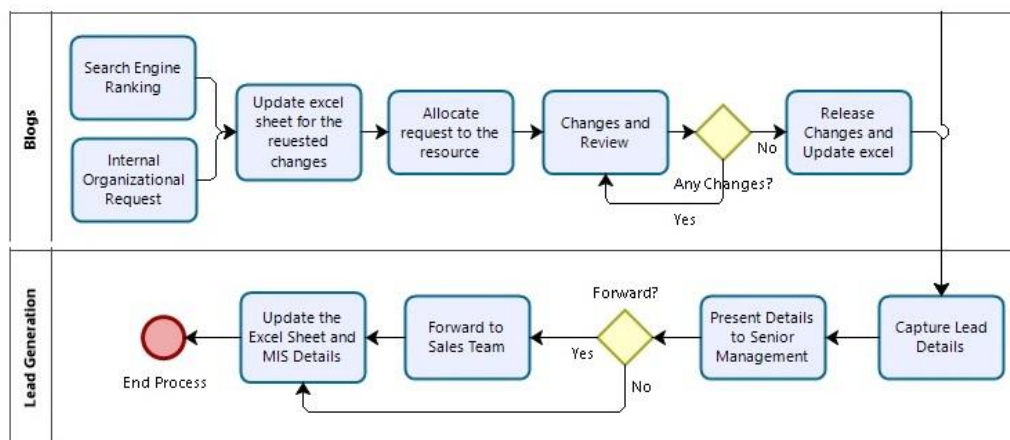 Blogs
Search Engine
Ranking
Internal
Organizational
Request
Update excel
sheet for the
reuested
changes
Allocate
request to the
resource
Changes and
Review
Any Changes?
Yes
No
Release
Changes and
Update excel
Lead Generation
Capture Lead
Details
Present Details
to Senior
Management
Forward?
Yes
No
Forward to
Sales Team
Update the
Excel Sheet and
MIS Details
End Process